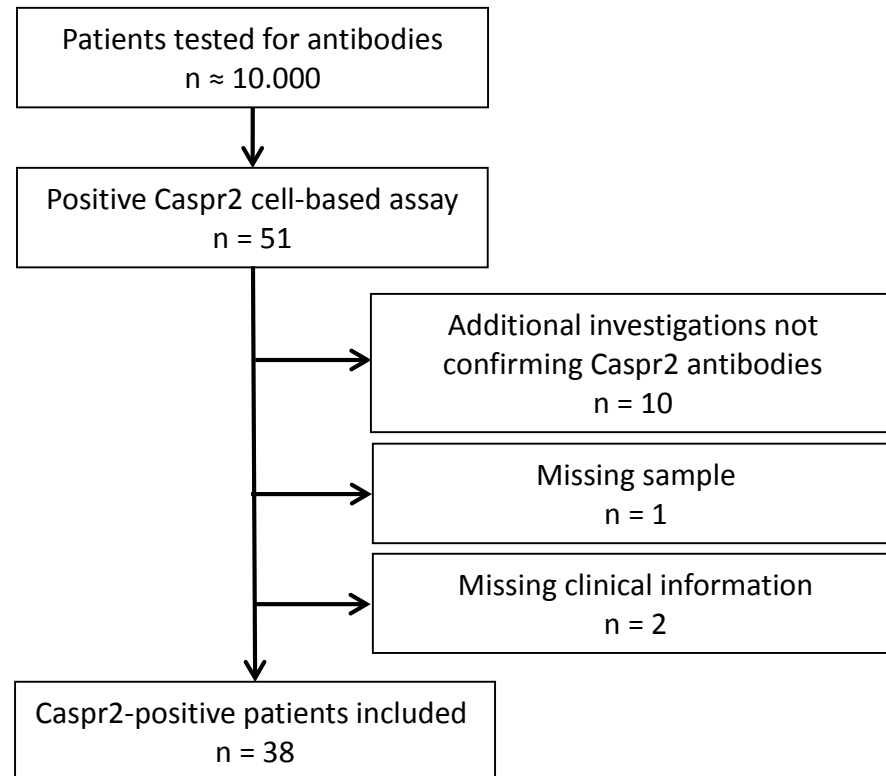 Patients tested for antibodies
n ≈ 10.000
Positive Caspr2 cell-based assay
n = 51
Additional investigations not
confirming Caspr2 antibodies
n = 10
Missing sample
n = 1
Missing clinical information
n = 2
Caspr2-positive patients included
n = 38